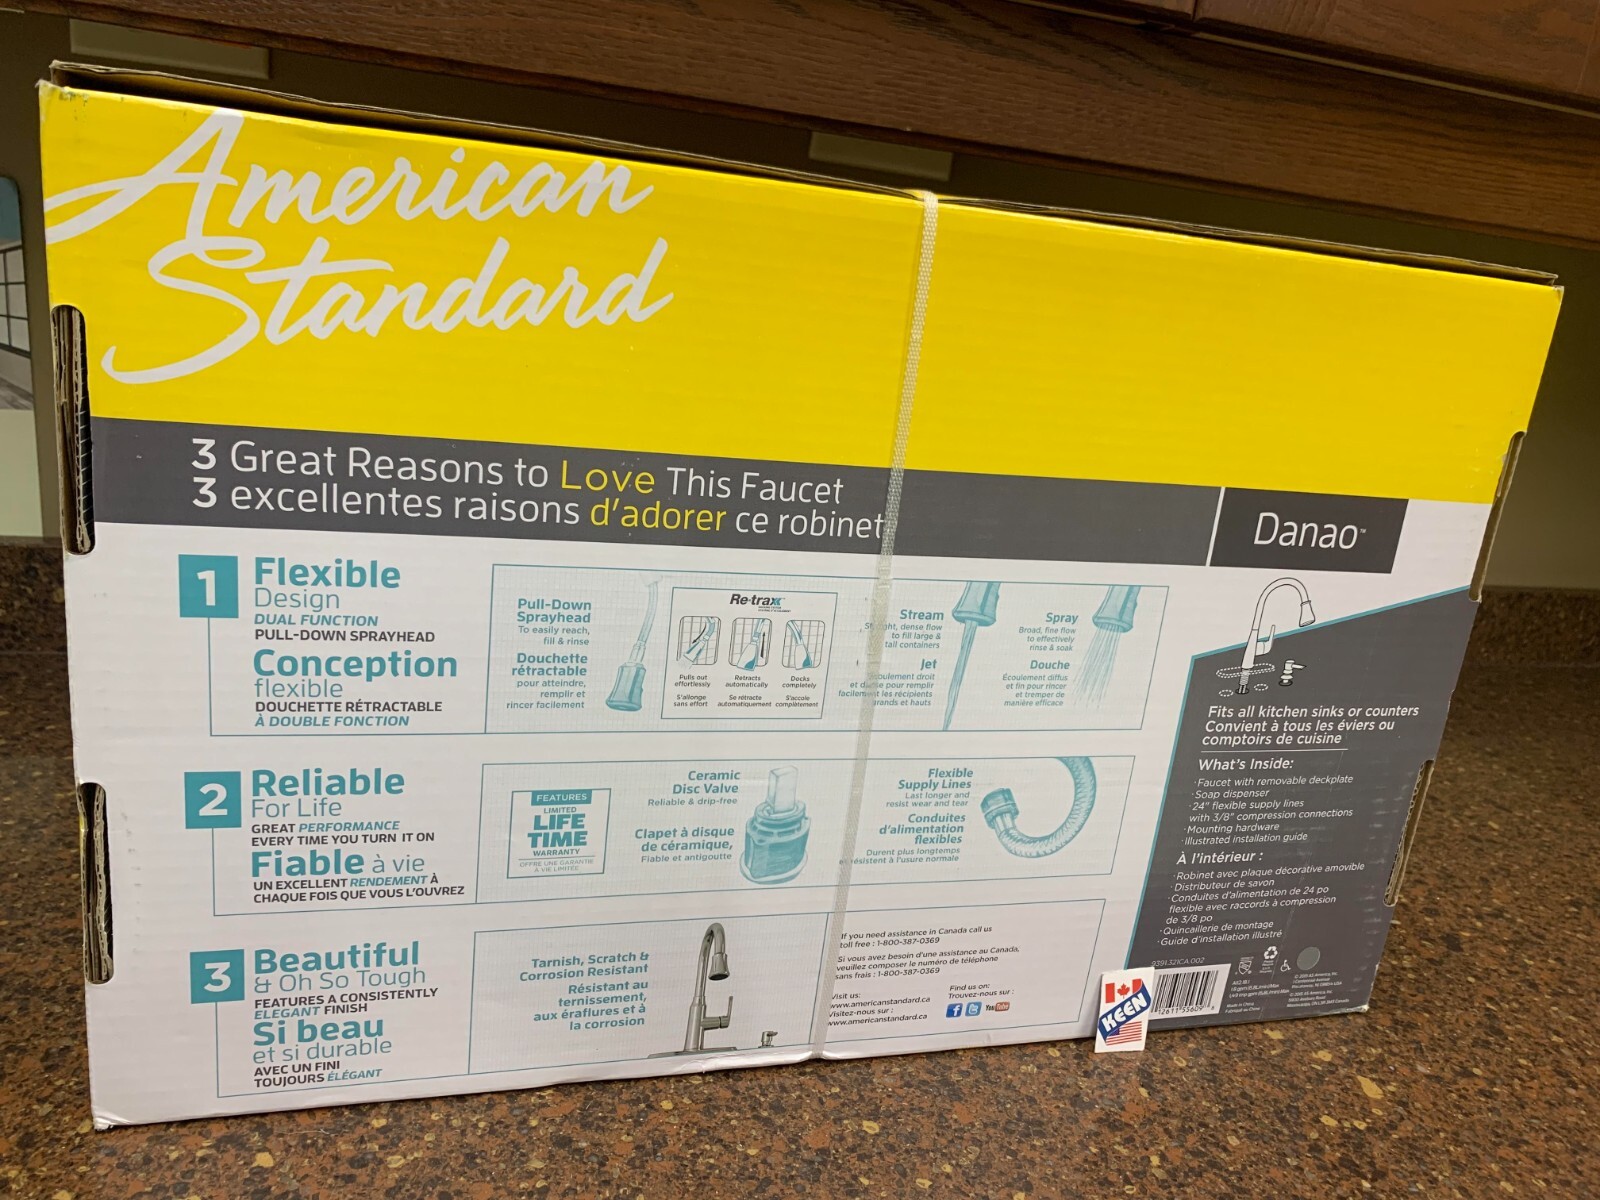 American
Standard
3 Great Reasons to Love This Faucet
3 excellentes raisons d'adorer ce robinet
Danao™
1
Flexible
Design
DUAL FUNCTION
PULL-DOWN SPRAYHEAD
Conception
flexible
DOUCHETTE RÉTRACTABLE
À DOUBLE FONCTION
Pull-Down
Sprayhead
To easily reach,
fill & rinse
Douchette
rétractable
pour atteindre,
remplir et
rincer facilement
Re-trax
Pulls out
effortlessly
S'allonge
sans effort
Retracts
automatically
Se rétracte
automatiquement
Docks
completely
S'accole
complètement
Stream
dense flow
to fill large &
tall containers
Jet
droit
et pour remplir
les récipients
grands et hauts
Spray
Broad, fine flow
to effectively
rinse & soak
Douche
Écoulement diffus
et fin pour rincer
et tremper de
manière efficace
2
Reliable
For Life
GREAT PERFORMANCE
EVERY TIME YOU TURN IT ON
Fiable à vie
UN EXCELLENT RENDEMENT À
CHAQUE FOIS QUE VOUS L'OUVREZ
FEATURES
LIMITED
LIFE
TIME
WARRANTY
OFFRE UNE GARANTIE
À VIE LIMITÉE
Ceramic
Disc Valve
Reliable & drip-free
Clapet à disque
de céramique,
Fiable et antigoutte
Flexible
Supply Lines
Last longer and
resist wear and tear
Conduites
d'alimentation
flexibles
Durent plus longtemps
résistent à l'usure normale
3
Beautiful
& Oh So Tough
FEATURES A CONSISTENTLY
ELEGANT FINISH
Si beau
et si durable
AVEC UN FINI
TOUJOURS ÉLÉGANT
Tarnish, Scratch &
Corrosion Resistant
Résistant au
ternissement,
aux éraflures et à
la corrosion
If you need assistance in Canada call us
toll free : 1-800-387-0369
Si vous avez besoin d'une assistance au Canada,
veuillez composer le numéro de téléphone
sans frais : 1-800-387-0369
Visit us:
www.americanstandard.ca
Visitez-nous sur :
www.americanstandard.ca
Find us on:
Trouvez-nous sur :
You Tube
Fits all kitchen sinks or counters
Convient à tous les éviers ou
comptoirs de cuisine
What's Inside:
·Faucet with removable deckplate
·Soap dispenser
·24" flexible supply lines
with 3/8" compression connections
·Mounting hardware
·Illustrated installation guide
À l'intérieur :
·Robinet avec plaque décorative amovible
·Distributeur de savon
·Conduites d'alimentation de 24 po
flexible avec raccords à compression
de 3/8 po
·Quincaillerie de montage
·Guide d'installation illustré
9391.321CA.002
KEEN